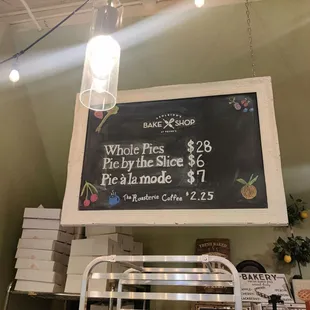 BAKE SHOP
Whole Pies $28
Pie by the Slice $6
Pie à la mode $7
The Roasterie Coffee $2.25
BAKERY